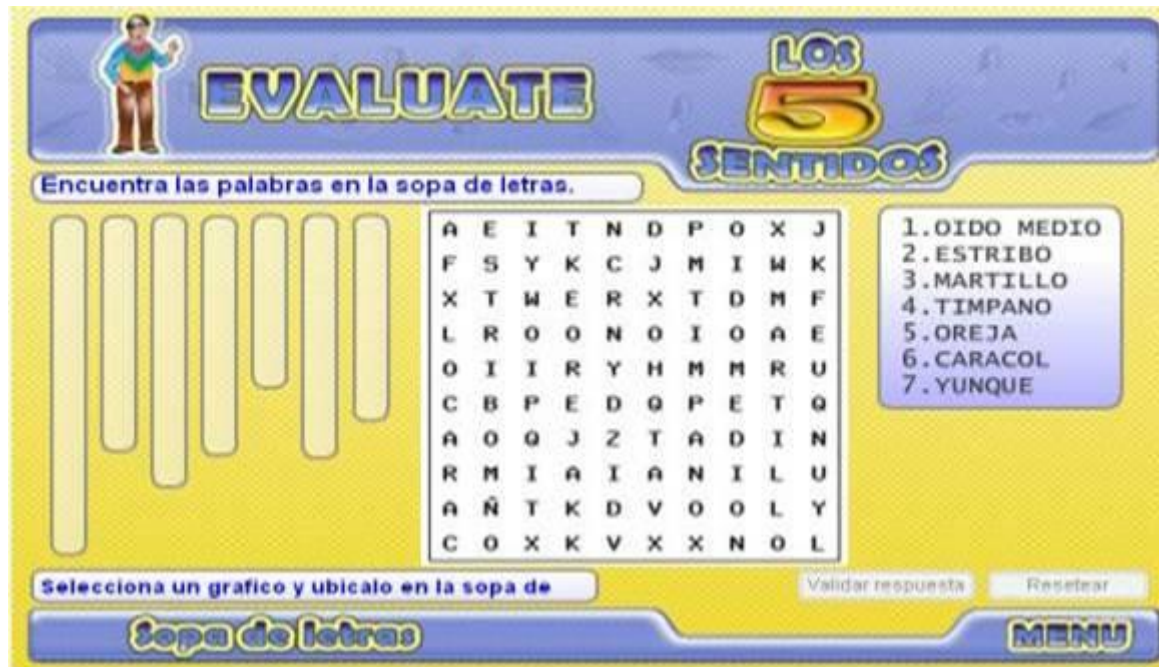 EVALUATE
LOS
5
SENTIDOS
Encuentra las palabras en la sopa de letras.
A E I T N D P O X J
F S Y K C J M I W K
X T W E R X T D M F
L R O O N O I O A E
O I I R Y H M M R U
C B P E D Q P E T Q
A O Q J Z T A D I N
R M I A I A N I L U
A Ñ T K D V O O L Y
C O X K V X X N O L
1.OIDO MEDIO
2.ESTRIBO
3.MARTILLO
4.TIMPANO
5.OREJA
6.CARACOL
7.YUNQUE
Selecciona un grafico y ubicalo en la sopa de
Validar respuesta
Resetear
Sopa de letras
MENU